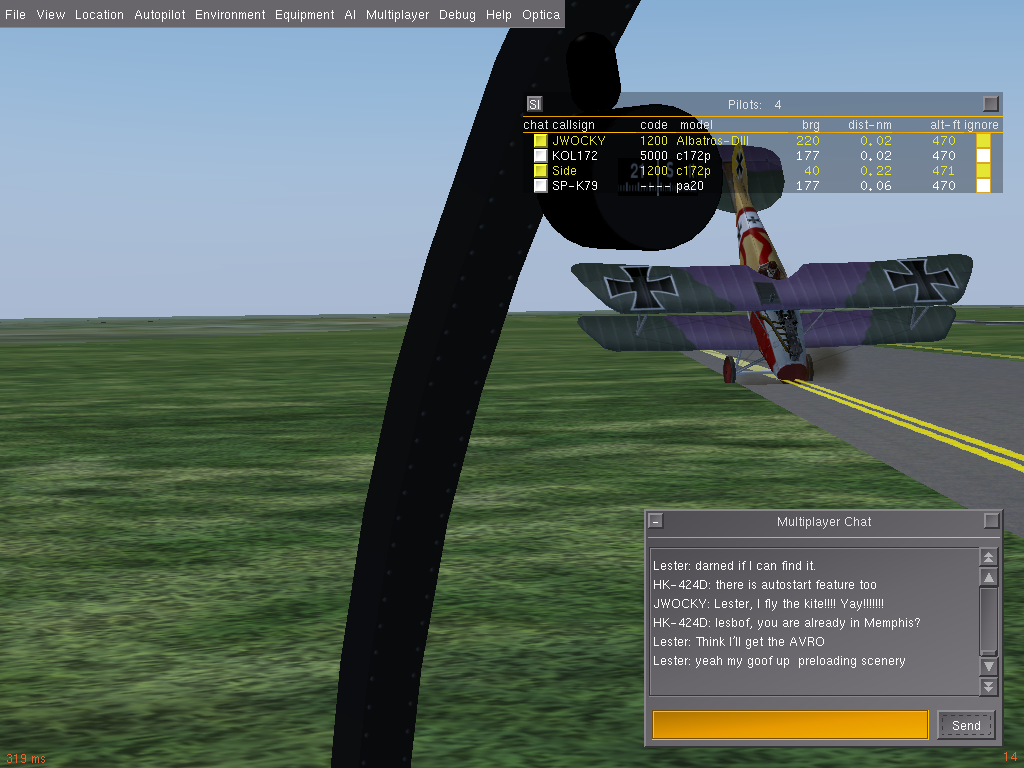 File View Location Autopilot Environment Equipment AI Multiplayer Debug Help Optica
SI Pilots: 4
chat callsign code model brg dist-nm alt-ft ignore
JWOCKY 1200 Albatros-DIII 220 0.02 470
KOL172 5000 c172p 177 0.02 470
Side 1200 c172p 40 0.22 471
SP-K79 ---- pa20 177 0.06 470
Multiplayer Chat
Lester: darned if I can find it.
HK-424D: there is autostart feature too
JWOCKY: Lester, I fly the kite!!!! Yay!!!!!!!
HK-424D: lesbof, you are already in Memphis?
Lester: Think I'll get the AVRO
Lester: yeah my goof up preloading scenery
Send
319 ms
14